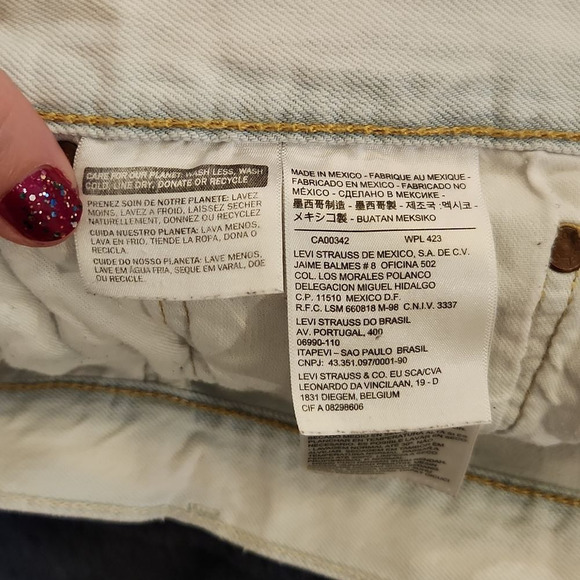 CARE FOR OUR PLANET: WASH LESS, WASH
COLD, LINE DRY, DONATE OR RECYCLE
PRENEZ SOIN DE NOTRE PLANETE: LAVEZ
MOINS, LAVEZ A FROID, LAISSEZ SECHER
NATURELLEMENT, DONNEZ OU RECYCLEZ
CUIDA NUESTRO PLANETA: LAVA MENOS,
LAVA EN FRIO, TIENDE LA ROPA, DONA O
RECICLA.
CUIDE DO NOSSO PLANETA: LAVE MENOS,
LAVE EM ÁGUA FRIA, SEQUE EM VARAL, DOE
OU RECICLE.
MADE IN MEXICO - FABRIQUE AU MEXIQUE -
FABRICADO EN MEXICO - FABRICADO NO
MÉXICO - СДЕЛАНО В МЕКСИКЕ -
墨西哥制造 - 墨西哥製 - 제조국 : 멕시코 -
メキシコ製 - BUATAN MEKSIKO
CA00342 WPL 423
LEVI STRAUSS DE MEXICO, S.A. DE C.V.
JAIME BALMES # 8 OFICINA 502
COL. LOS MORALES POLANCO
DELEGACION MIGUEL HIDALGO
C.P. 11510 MEXICO D.F.
R.F.C. LSM 660818 M-98 C.N.I.V. 3337
LEVI STRAUSS DO BRASIL
AV. PORTUGAL, 400
06990-110
ITAPEVI - SAO PAULO BRASIL
CNPJ: 43.351.097/0001-90
LEVI STRAUSS & CO. EU SCA/CVA
LEONARDO DA VINCILAAN, 19 - D
1831 DIEGEM, BELGIUM
CIF A 08298606